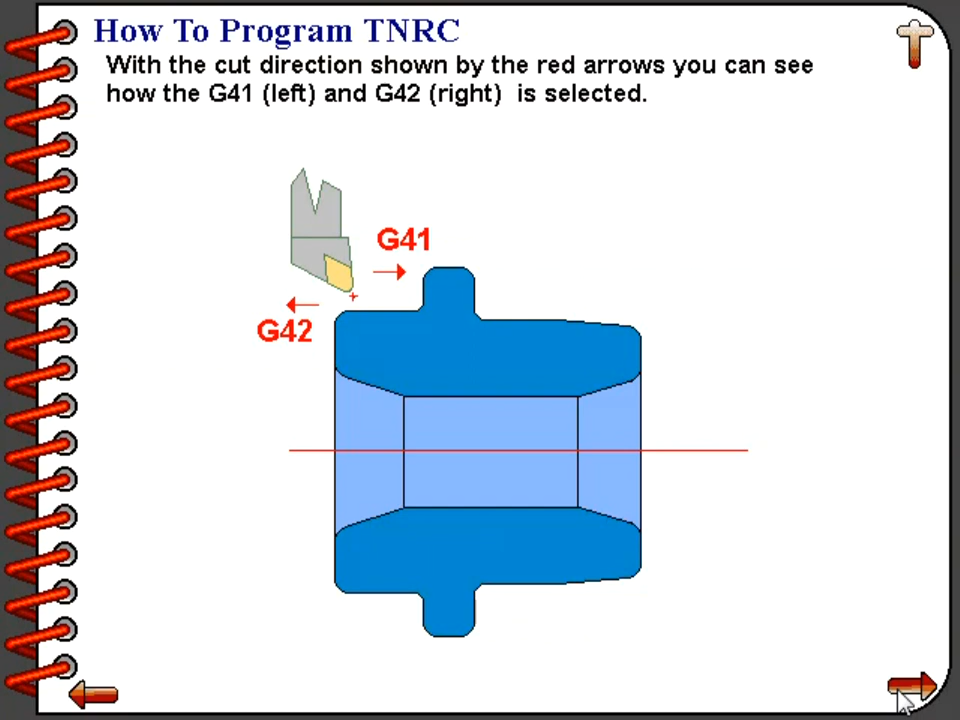 How To Program TNRC
With the cut direction shown by the red arrows you can see
how the G41 (left) and G42 (right) is selected.
G41
G42